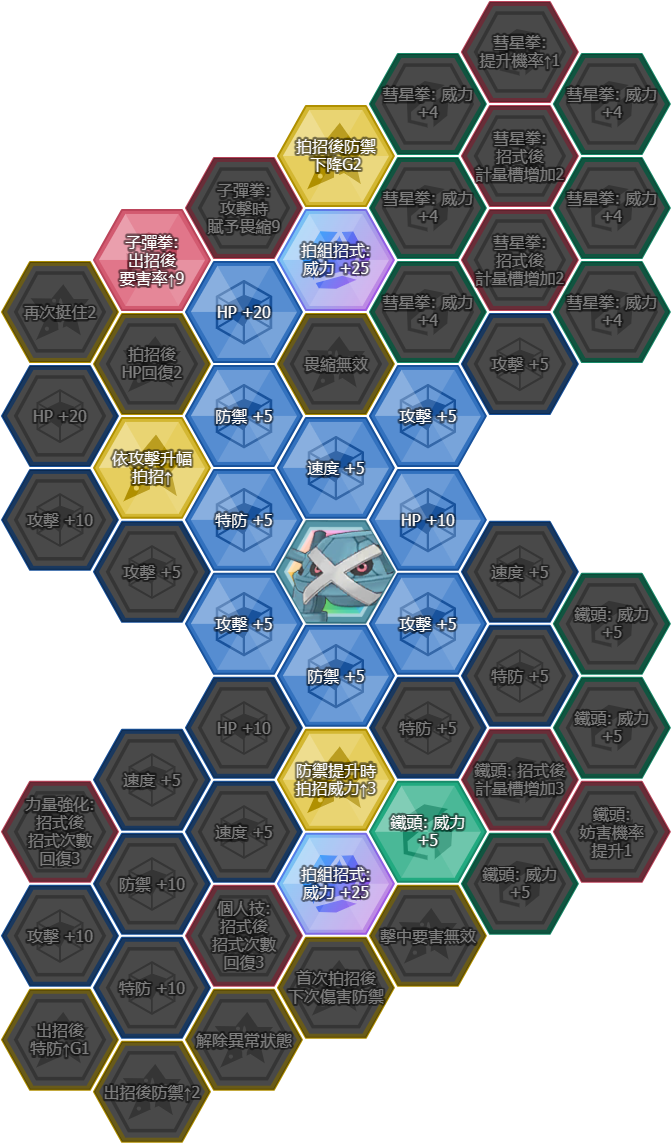 彗星拳:
提升機率↑1
彗星拳: 威力
+4
彗星拳: 威力
+4
拍招後防禦
下降G2
彗星拳:
招式後
計量槽增加2
子彈拳:
攻擊時
賦予畏縮9
彗星拳: 威力
+4
彗星拳: 威力
+4
子彈拳:
出招後
要害率↑9
拍組招式:
威力 +25
彗星拳:
招式後
計量槽增加2
再次挺住2
HP +20
彗星拳: 威力
+4
彗星拳: 威力
+4
拍招後
HP回復2
畏縮無效
攻擊 +5
HP +20
防禦 +5
攻擊 +5
依攻擊升幅
拍招↑
速度 +5
攻擊 +10
特防 +5
HP +10
攻擊 +5
速度 +5
攻擊 +5
攻擊 +5
鐵頭: 威力
+5
防禦 +5
特防 +5
HP +10
特防 +5
鐵頭: 威力
+5
速度 +5
防禦提升時
拍招威力↑3
鐵頭: 招式後
計量槽增加3
力量強化:
招式後
招式次數
回復3
速度 +5
鐵頭: 威力
+5
鐵頭:
妨害機率
提升1
防禦 +10
拍組招式:
威力 +25
鐵頭: 威力
+5
攻擊 +10
個人技:
招式後
招式次數
回復3
擊中要害無效
特防 +10
首次拍招後
下次傷害防禦
出招後
特防↑G1
解除異常狀態
出招後防禦↑2